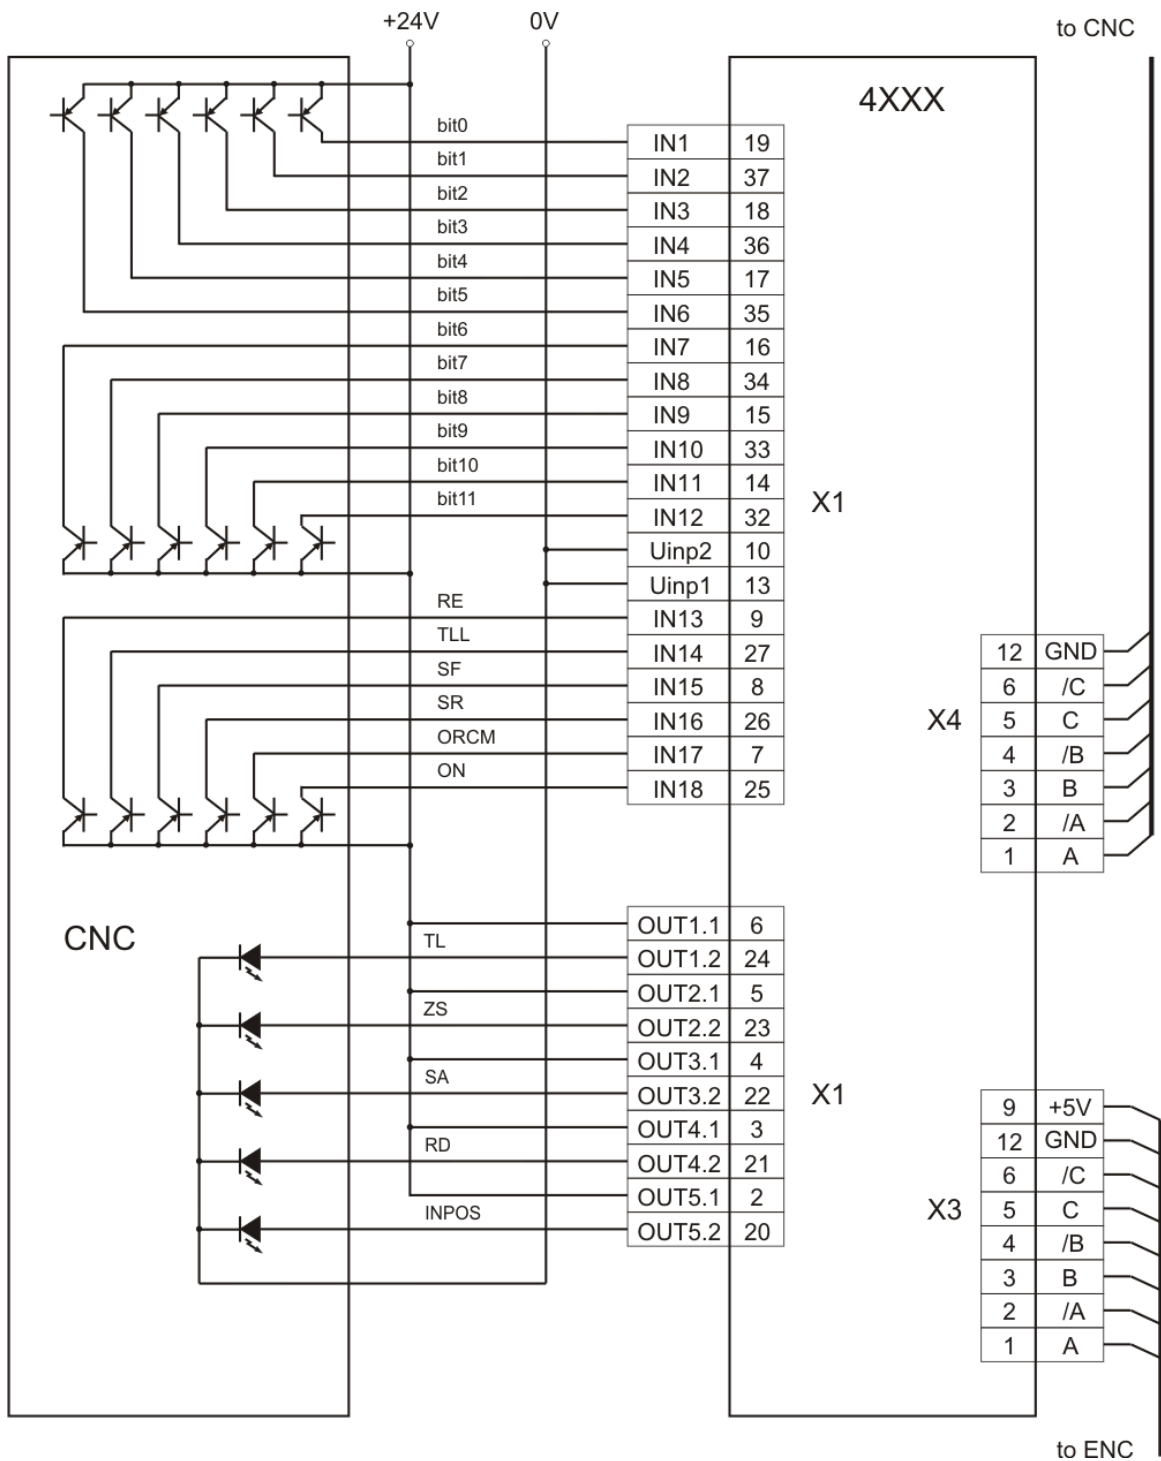 +24V 0V to CNC
4XXX
bit0 IN1 19
bit1 IN2 37
bit2 IN3 18
bit3 IN4 36
bit4 IN5 17
bit5 IN6 35
bit6 IN7 16
bit7 IN8 34
bit8 IN9 15
bit9 IN10 33
bit10 IN11 14
X1
bit11 IN12 32
Uinp2 10
Uinp1 13
RE IN13 9
TLL IN14 27
SF IN15 8
SR IN16 26
ORCM IN17 7
ON IN18 25
12 GND
6 /C
X4 5 C
4 /B
3 B
2 /A
1 A
CNC
OUT1.1 6
TL OUT1.2 24
OUT2.1 5
ZS OUT2.2 23
OUT3.1 4
SA OUT3.2 22
X1
OUT4.1 3
RD OUT4.2 21
OUT5.1 2
INPOS OUT5.2 20
9 +5V
12 GND
6 /C
X3 5 C
4 /B
3 B
2 /A
1 A
to ENC